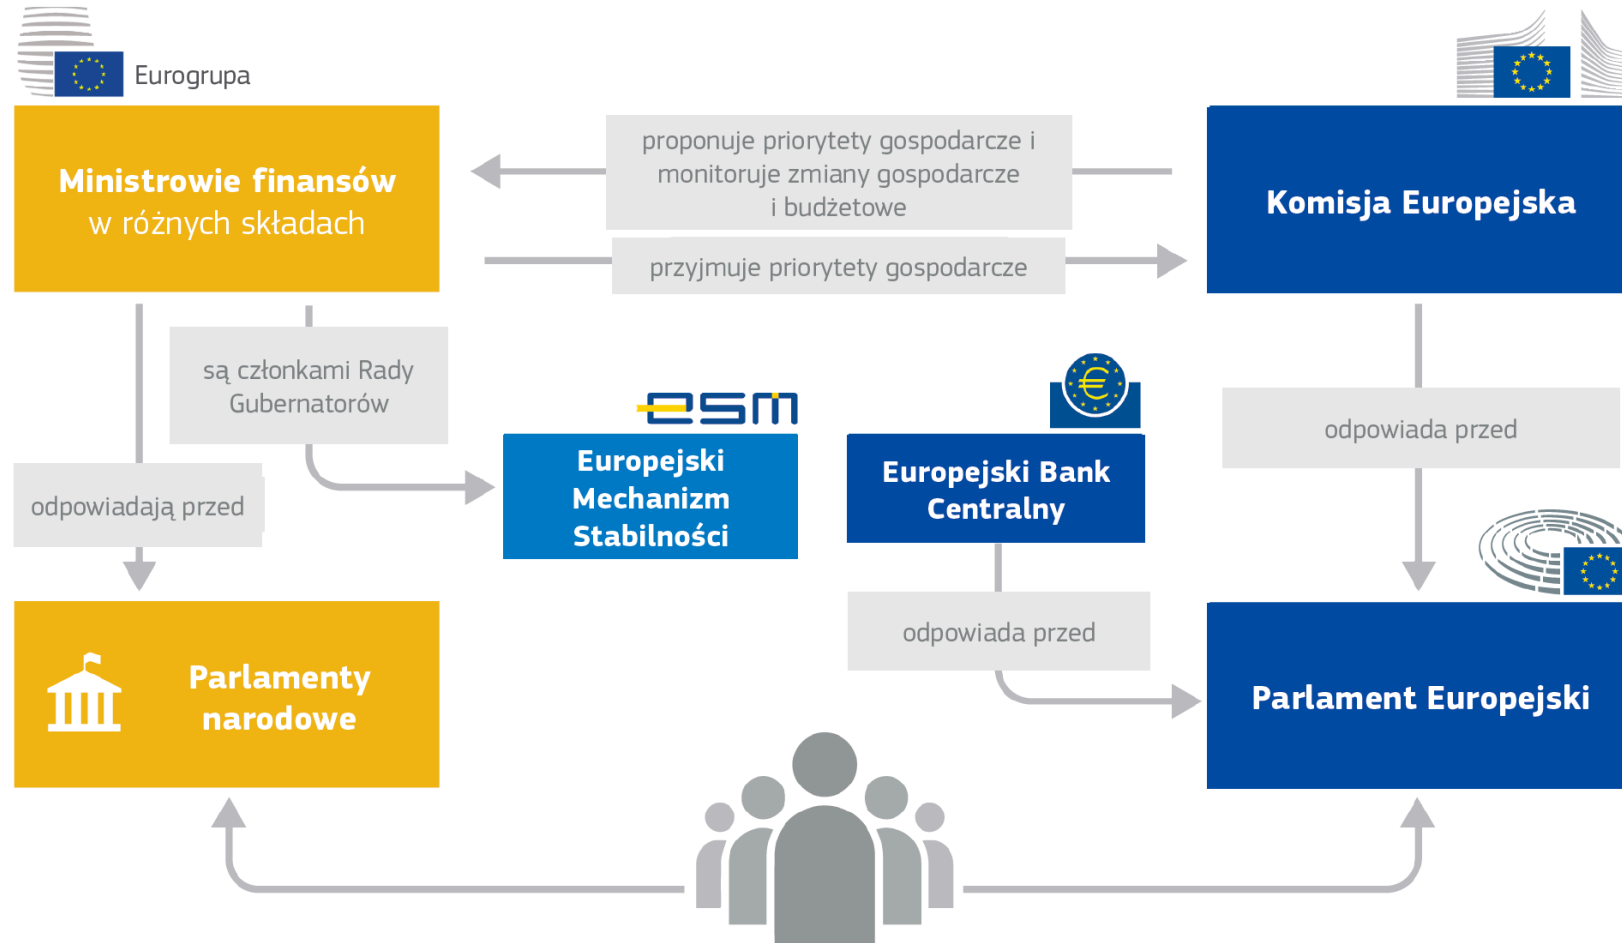 Eurogrupa
Ministrowie finansów
w różnych składach
proponuje priorytety gospodarcze i
monitoruje zmiany gospodarcze
i budżetowe
przyjmuje priorytety gospodarcze
Komisja Europejska
są członkami Rady
Gubernatorów
odpowiadają przed
esm
Europejski
Mechanizm
Stabilności
€
Europejski Bank
Centralny
odpowiada przed
odpowiada przed
Parlamenty
narodowe
Parlament Europejski